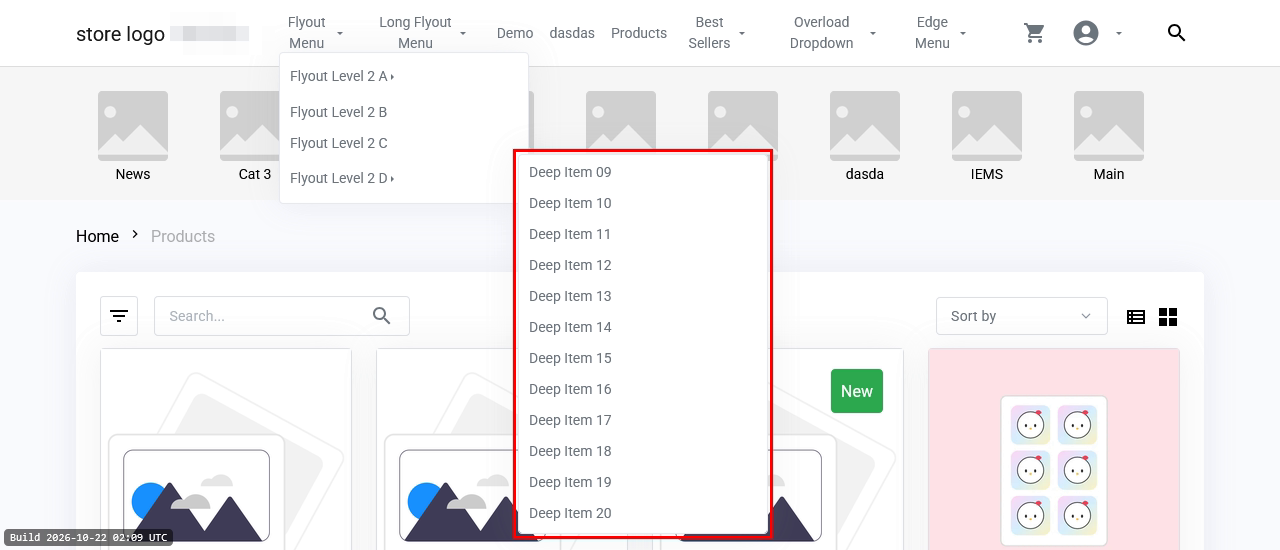 store logo
Flyout Menu
Long Flyout Menu
Demo
dasdas
Products
Best Sellers
Overload Dropdown
Edge Menu
Flyout Level 2 A
Flyout Level 2 B
Flyout Level 2 C
Flyout Level 2 D
News
Cat 3
dasda
IEMS
Main
Deep Item 09
Deep Item 10
Deep Item 11
Deep Item 12
Deep Item 13
Deep Item 14
Deep Item 15
Deep Item 16
Deep Item 17
Deep Item 18
Deep Item 19
Deep Item 20
Home
Products
Search...
Sort by
New
Build 2026-10-22 02:09 UTC